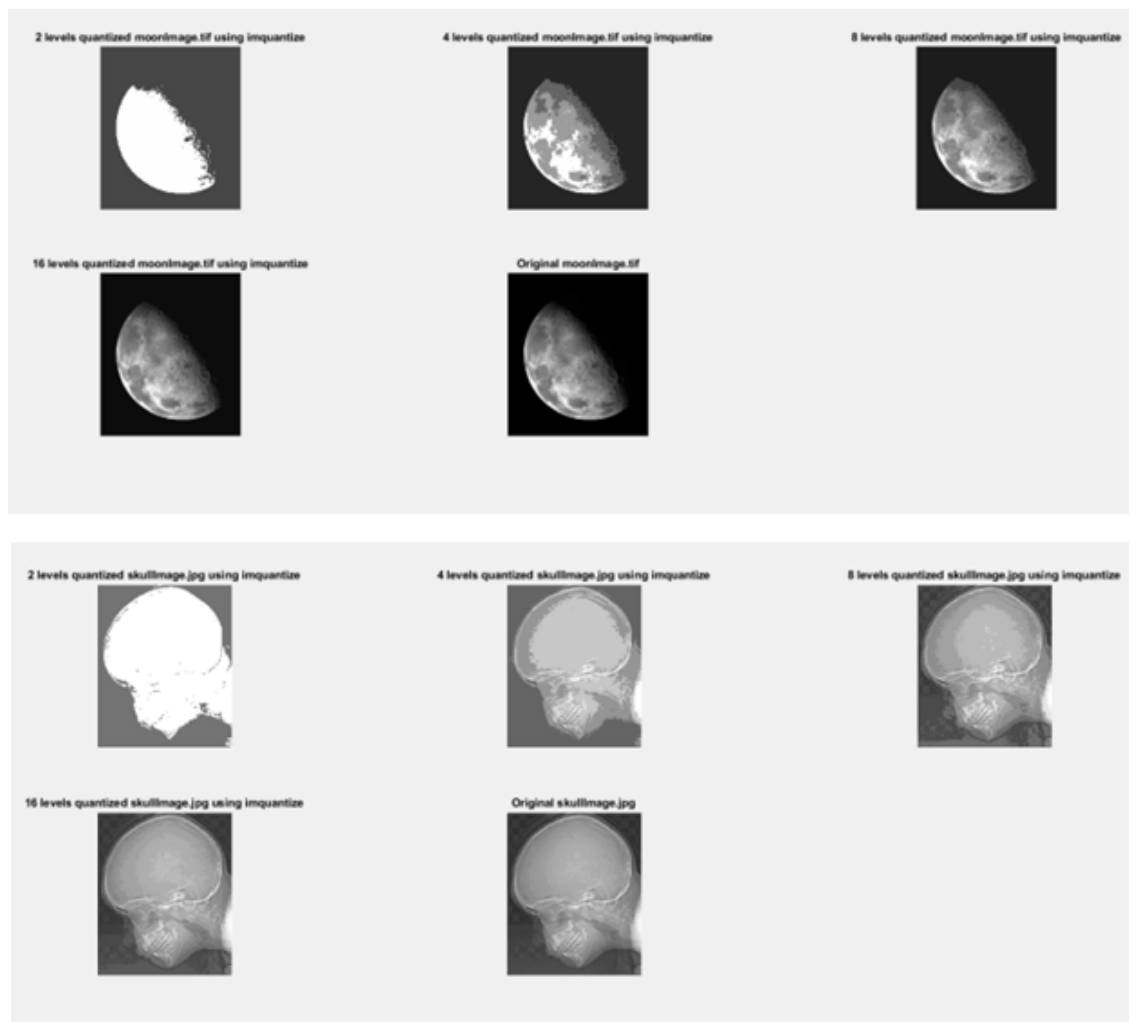 2 levels quantized moonImage.tif using imquantize
4 levels quantized moonImage.tif using imquantize
8 levels quantized moonImage.tif using imquantize
16 levels quantized moonImage.tif using imquantize
Original moonImage.tif
2 levels quantized skullImage.jpg using imquantize
4 levels quantized skullImage.jpg using imquantize
8 levels quantized skullImage.jpg using imquantize
16 levels quantized skullImage.jpg using imquantize
Original skullImage.jpg